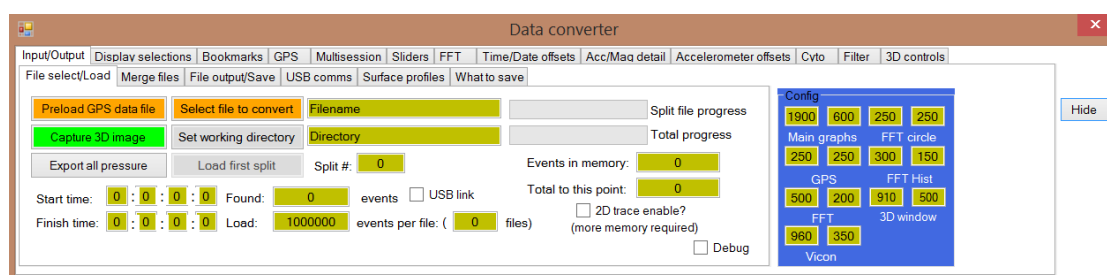 Data converter
Input/Output Display selections Bookmarks GPS Multisession Sliders FFT Time/Date offsets Acc/Mag detail Accelerometer offsets Cyto Filter 3D controls
File select/Load Merge files File output/Save USB comms Surface profiles What to save
Preload GPS data file Select file to convert Filename Split file progress
Capture 3D image Set working directory Directory Total progress
Export all pressure Load first split Split #: 0 Events in memory: 0
Start time: 0 : 0 : 0 : 0 Found: 0 events USB link Total to this point: 0
Finish time: 0 : 0 : 0 : 0 Load: 1000000 events per file: ( 0 files)
2D trace enable?
(more memory required)
Debug
Config
1900 600 250 250
Main graphs FFT circle
250 250 300 150
GPS FFT Hist
500 200 910 500
FFT 3D window
960 350
Vicon
Hide